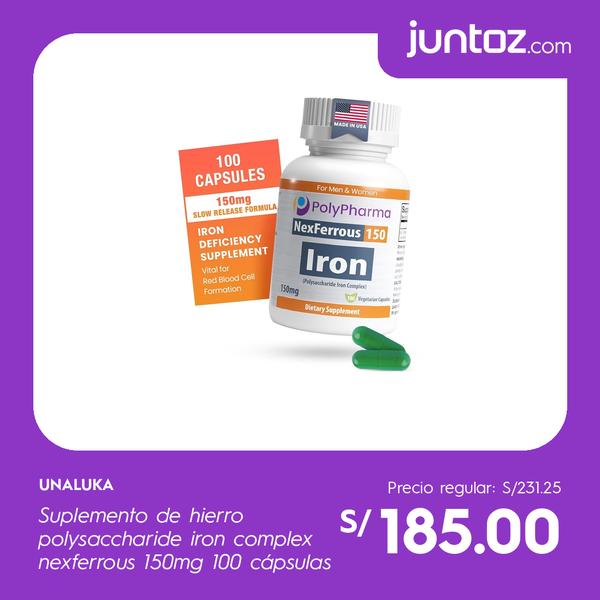 juntoz.com
MADE IN USA
100
CAPSULES
150mg
SLOW RELEASE FORMULA
IRON
DEFICIENCY
SUPPLEMENT
Vital for
Red Blood Cell
Formation
For Men & Women
PolyPharma
NexFerrous 150
Iron
(Polysaccharide Iron Complex)
150mg
Vegetarian Capsules
Dietary Supplement
UNALUKA
Suplemento de hierro
polysaccharide iron complex
nexferrous 150mg 100 cápsulas
Precio regular: S/231.25
S/185.00